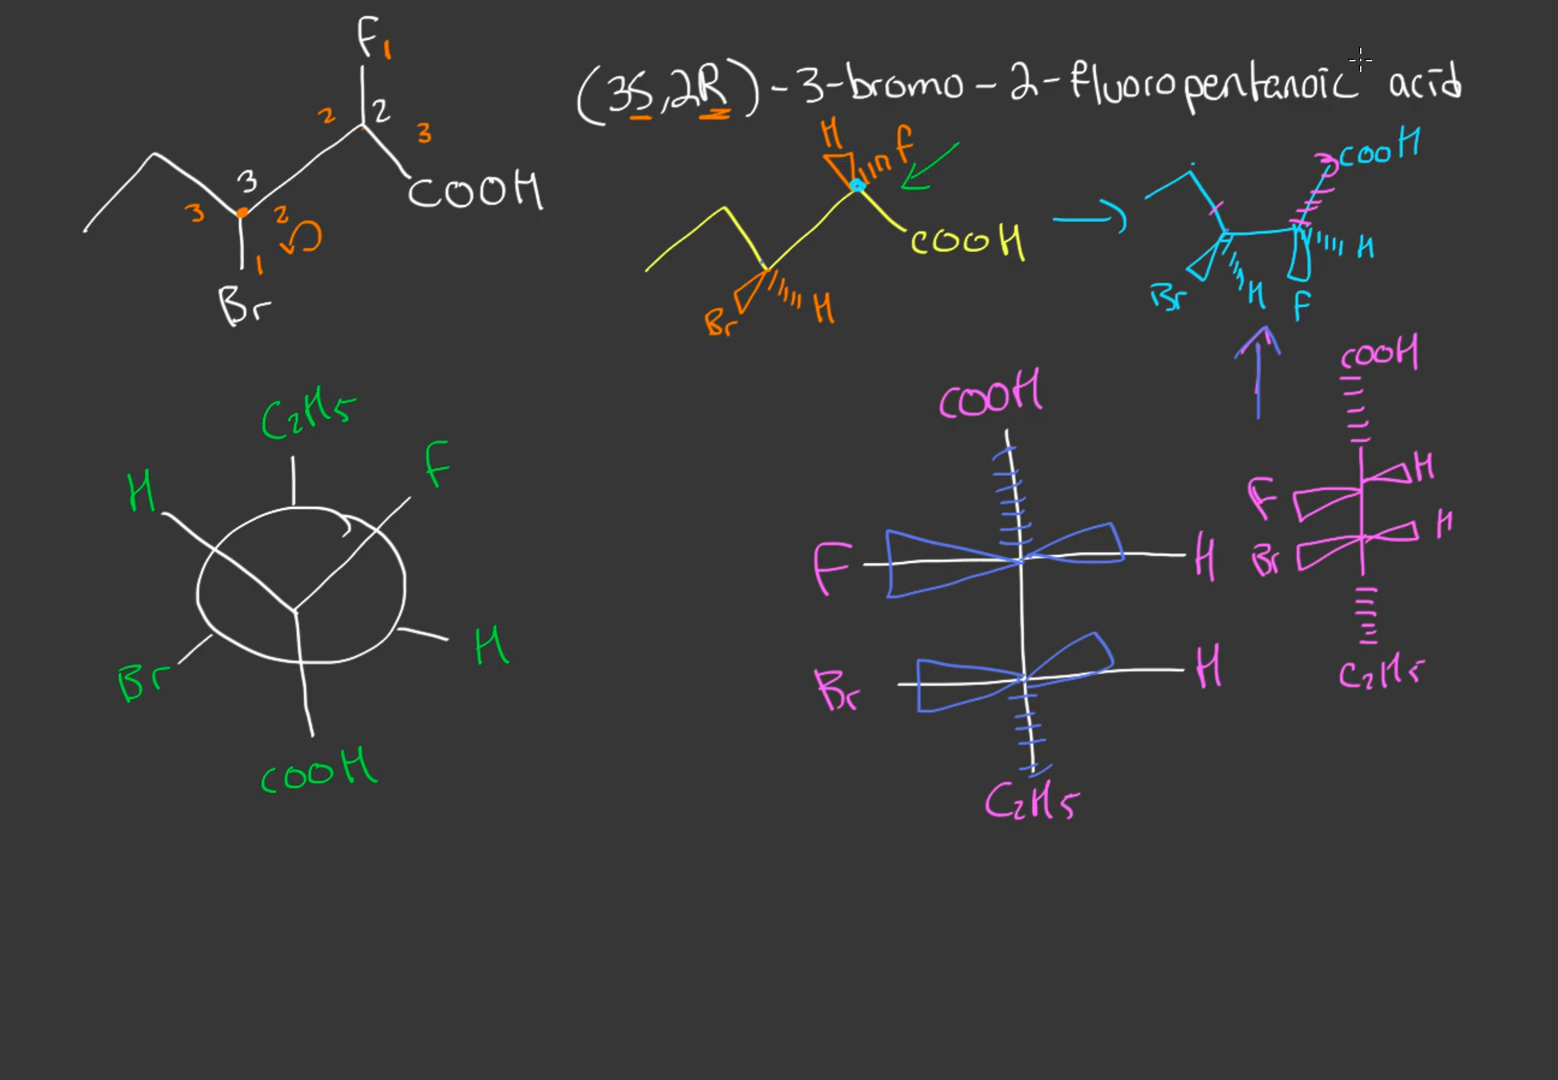 (3S,2R)-3-bromo-2-fluoropentanoic acid
F 1
2
2
3
COOH
3
3
2
1
Br
H
F
COOH
Br
H
COOH
H
Br
H
F
C2H5
F
H
Br
H
COOH
COOH
F
H
Br
H
C2H5
COOH
F
H
Br
H
C2H5